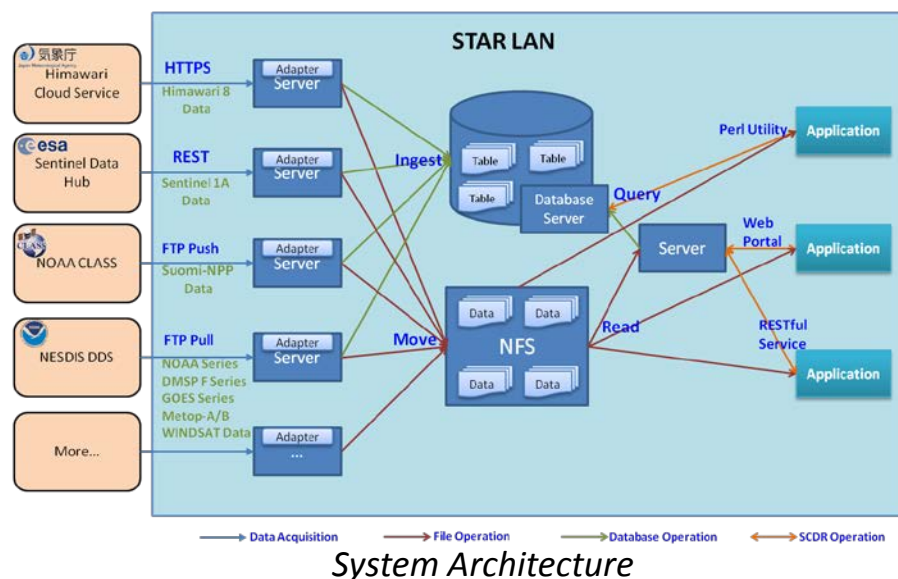 STAR LAN
気象庁
Japan Meteorological Agency
Himawari
Cloud Service
HTTPS
Himawari 8
Data
Adapter
Server
esa
Sentinel Data
Hub
REST
Sentinel 1A
Data
Adapter
Server
CLASS
NOAA CLASS
FTP Push
Suomi-NPP
Data
Adapter
Server
NESDIS DDS
FTP Pull
NOAA Series
DMSP F Series
GOES Series
Metop-A/B
WINDSAT Data
Adapter
Server
More...
Adapter
...
Ingest
Table
Table
Table
Database
Server
Query
Perl Utility
Application
Server
Web
Portal
Application
Move
Data
Data
NFS
Data
Data
Read
RESTful
Service
Application
Data Acquisition
File Operation
Database Operation
SCDR Operation
System Architecture